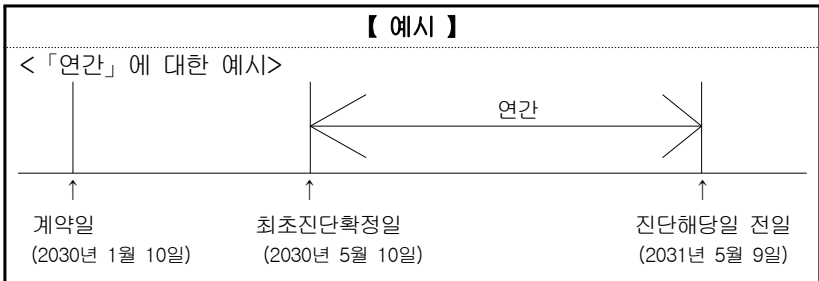 【 예시 】
<「연간」에 대한 예시>
연간
↑ ↑ ↑
계약일 최초진단확정일 진단해당일 전일
(2030년 1월 10일) (2030년 5월 10일) (2031년 5월 9일)